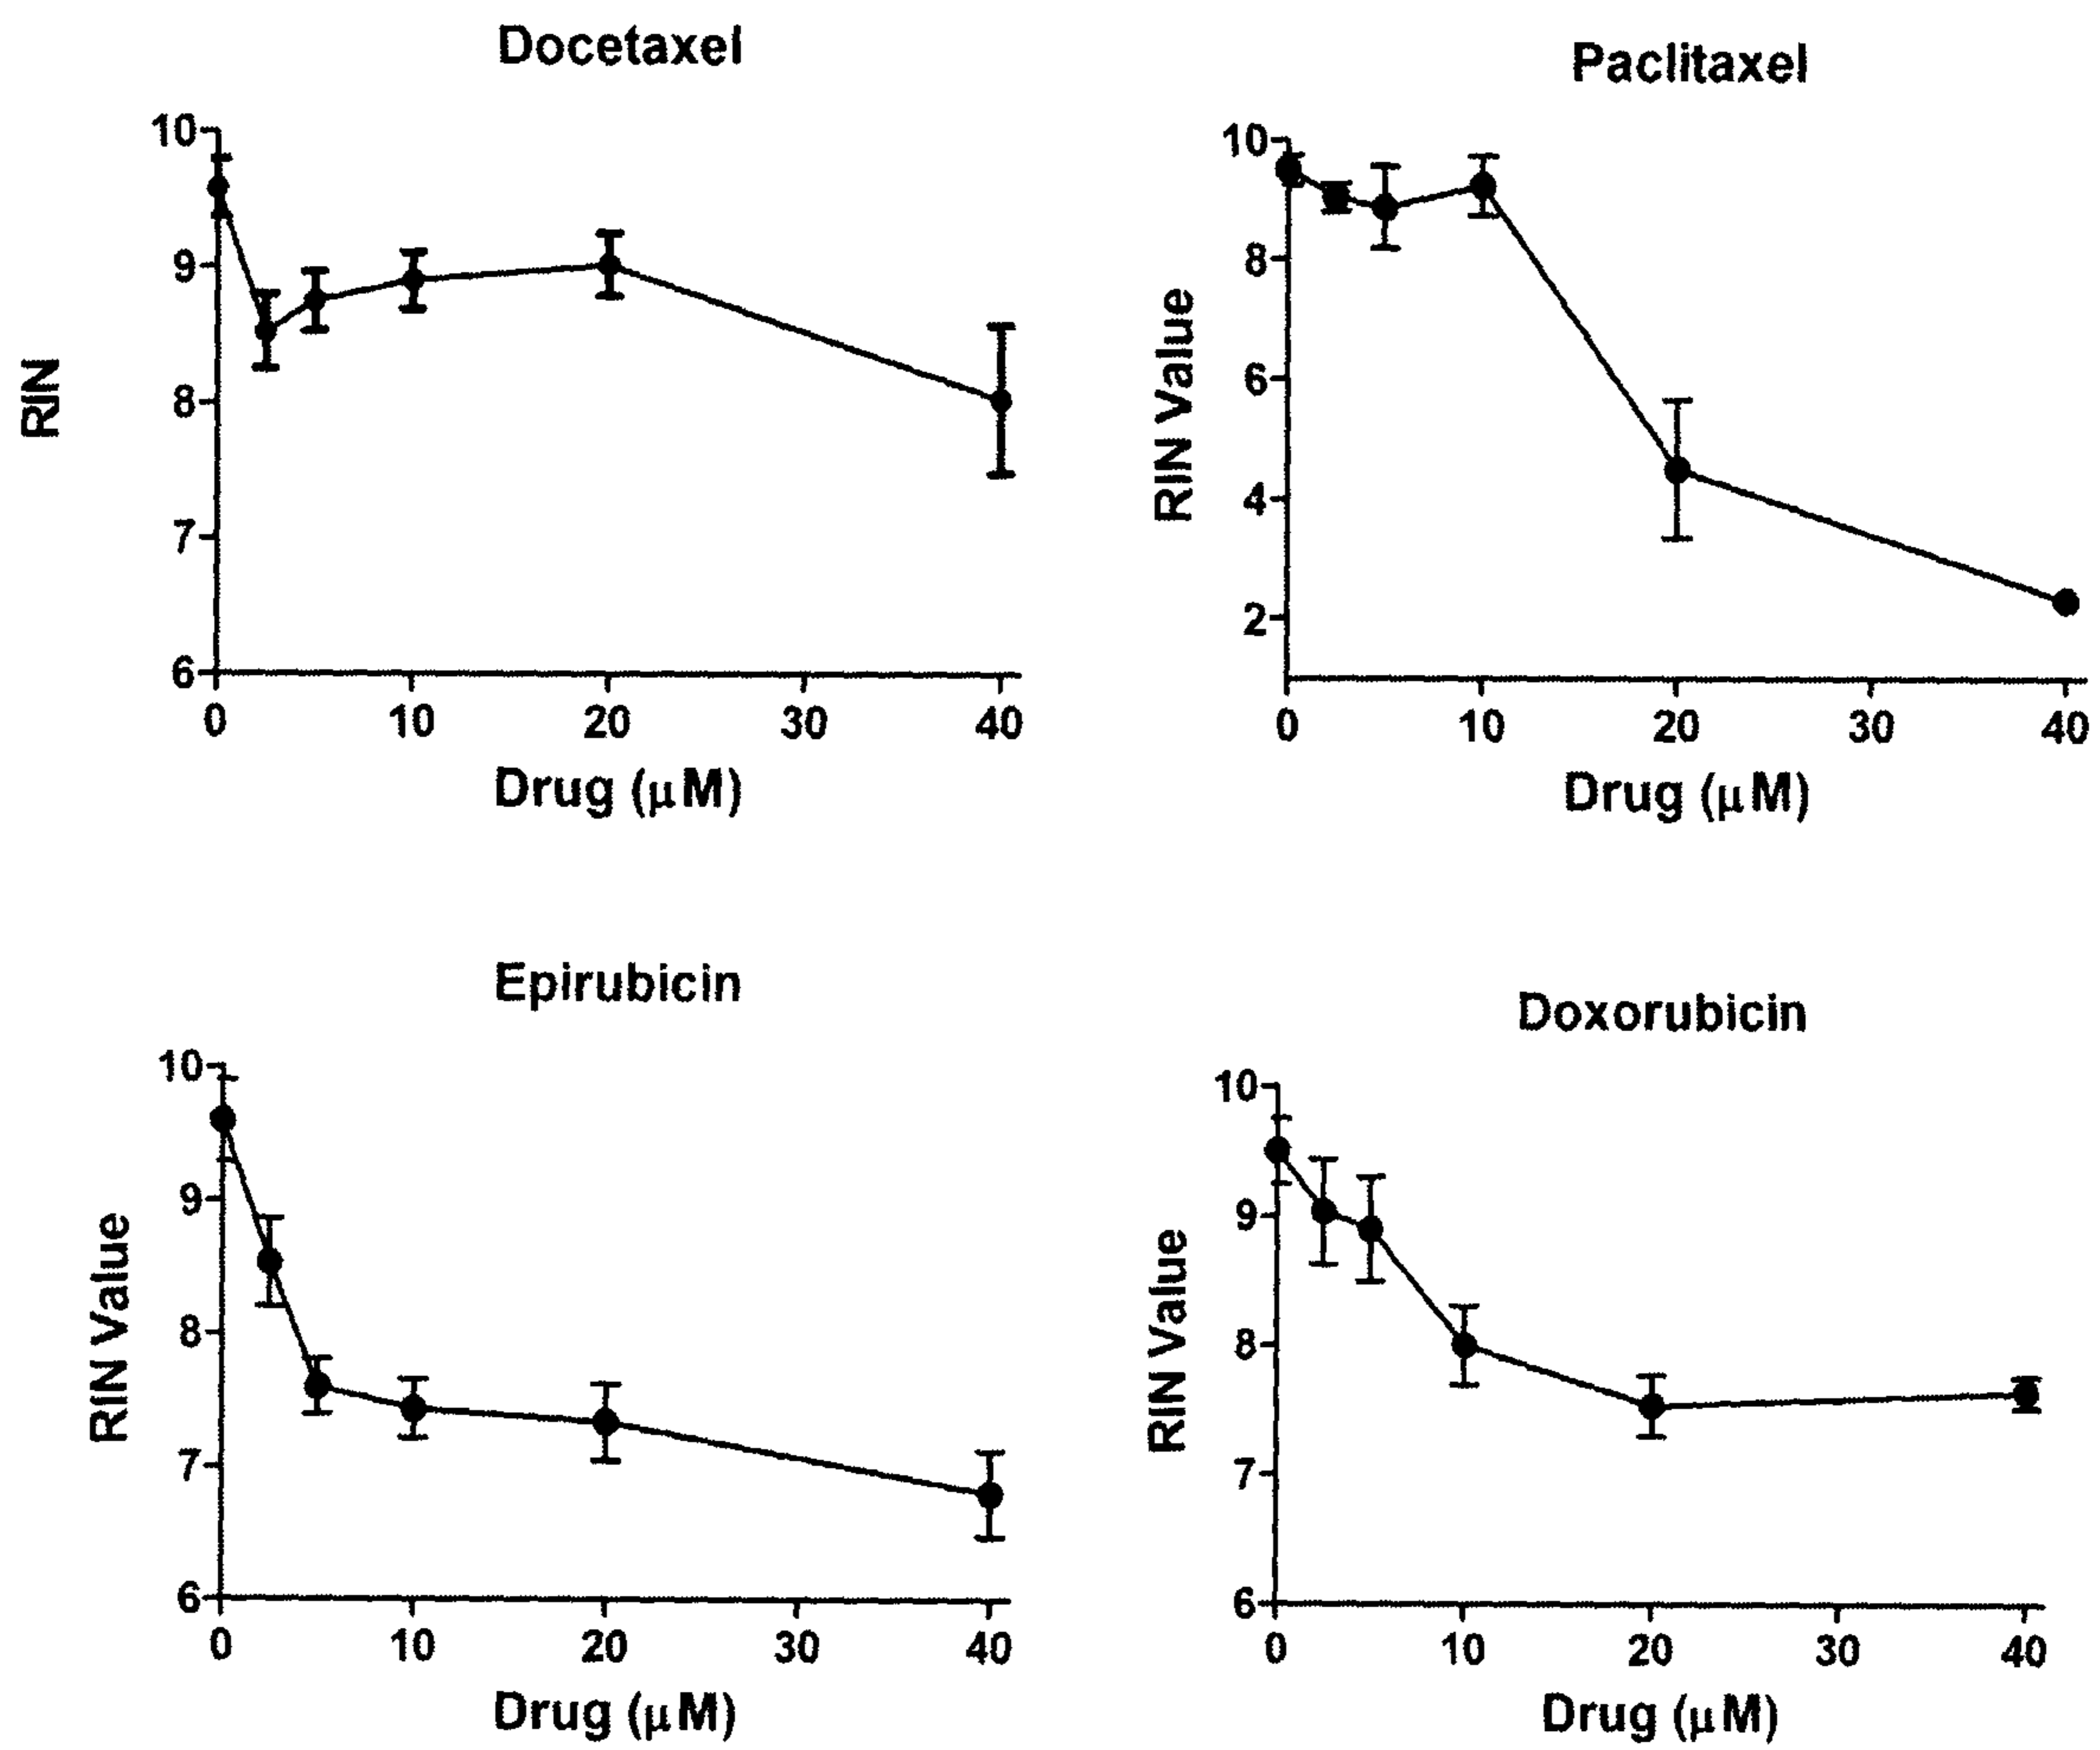 Docetaxel
10
9
8
7
6
RIN
0 10 20 30 40
Drug (μM)
Paclitaxel
10
8
6
4
2
RIN Value
0 10 20 30 40
Drug (μM)
Epirubicin
10
9
8
7
6
RIN Value
0 10 20 30 40
Drug (μM)
Doxorubicin
10
9
8
7
6
RIN Value
0 10 20 30 40
Drug (μM)